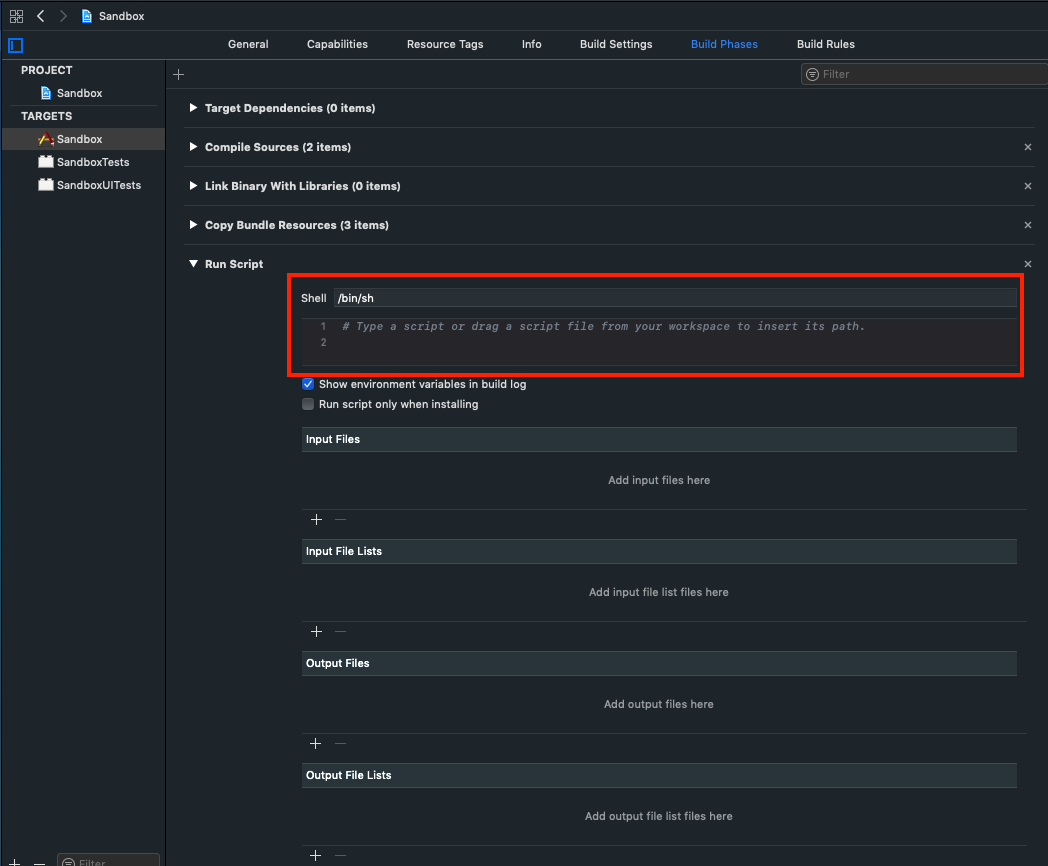 Sandbox
General Capabilities Resource Tags Info Build Settings Build Phases Build Rules
PROJECT
Sandbox
TARGETS
Sandbox
SandboxTests
SandboxUITests
Filter
Filter
Target Dependencies (0 items)
Compile Sources (2 items)
Link Binary With Libraries (0 items)
Copy Bundle Resources (3 items)
Run Script
Shell /bin/sh
1 # Type a script or drag a script file from your workspace to insert its path.
2
Show environment variables in build log
Run script only when installing
Input Files
Add input files here
Input File Lists
Add input file list files here
Output Files
Add output files here
Output File Lists
Add output file list files here